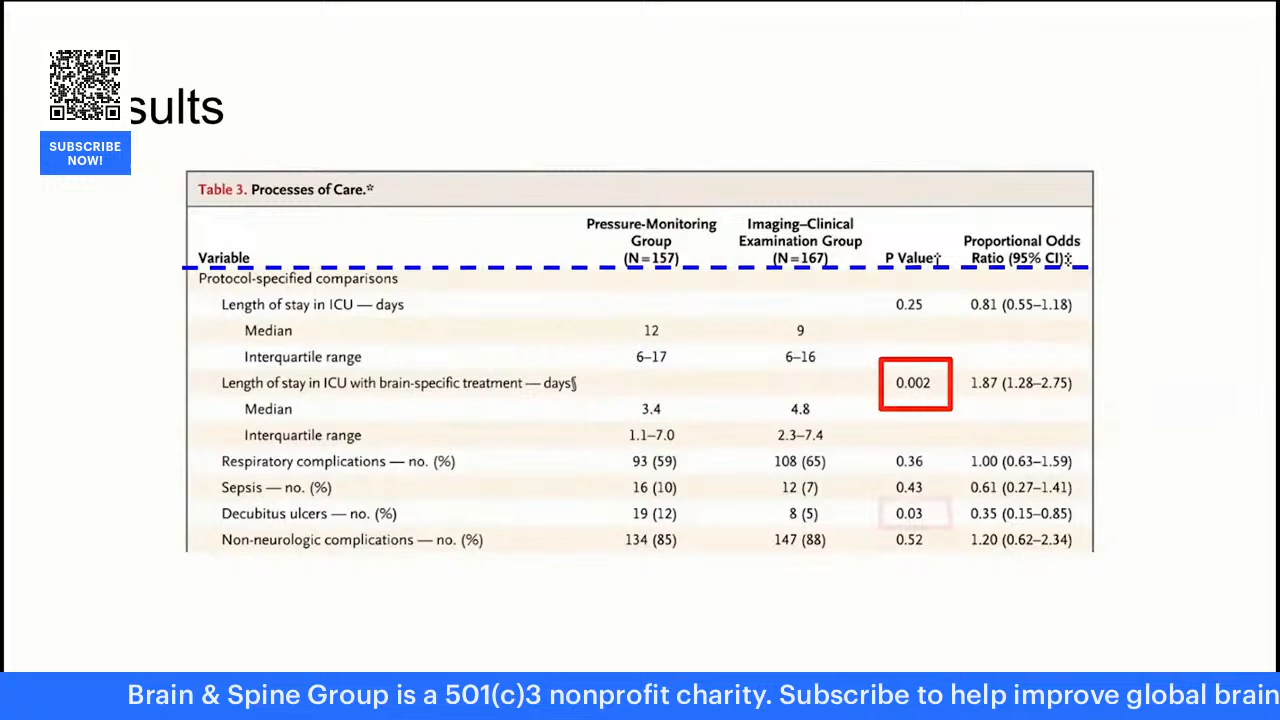 sults
SUBSCRIBE
NOW!
Table 3. Processes of Care.*
Variable
Pressure-Monitoring
Group
(N=157)
Imaging–Clinical
Examination Group
(N=167)
P Value†
Proportional Odds
Ratio (95% CI)‡
Protocol-specified comparisons
Length of stay in ICU — days 0.25 0.81 (0.55–1.18)
Median 12 9
Interquartile range 6–17 6–16
Length of stay in ICU with brain-specific treatment — days§ 0.002 1.87 (1.28–2.75)
Median 3.4 4.8
Interquartile range 1.1–7.0 2.3–7.4
Respiratory complications — no. (%) 93 (59) 108 (65) 0.36 1.00 (0.63–1.59)
Sepsis — no. (%) 16 (10) 12 (7) 0.43 0.61 (0.27–1.41)
Decubitus ulcers — no. (%) 19 (12) 8 (5) 0.03 0.35 (0.15–0.85)
Non-neurologic complications — no. (%) 134 (85) 147 (88) 0.52 1.20 (0.62–2.34)
Brain & Spine Group is a 501(c)3 nonprofit charity. Subscribe to help improve global brain